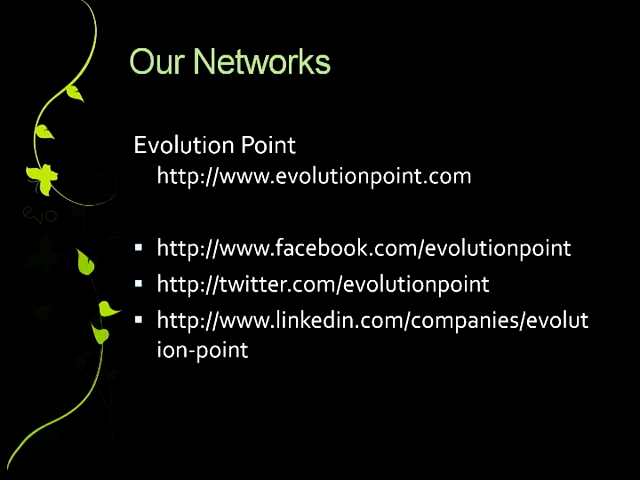 Our Networks
Evolution Point
http://www.evolutionpoint.com
evo
▪ http://www.facebook.com/evolutionpoint
▪ http://twitter.com/evolutionpoint
▪ http://www.linkedin.com/companies/evolut
ion-point